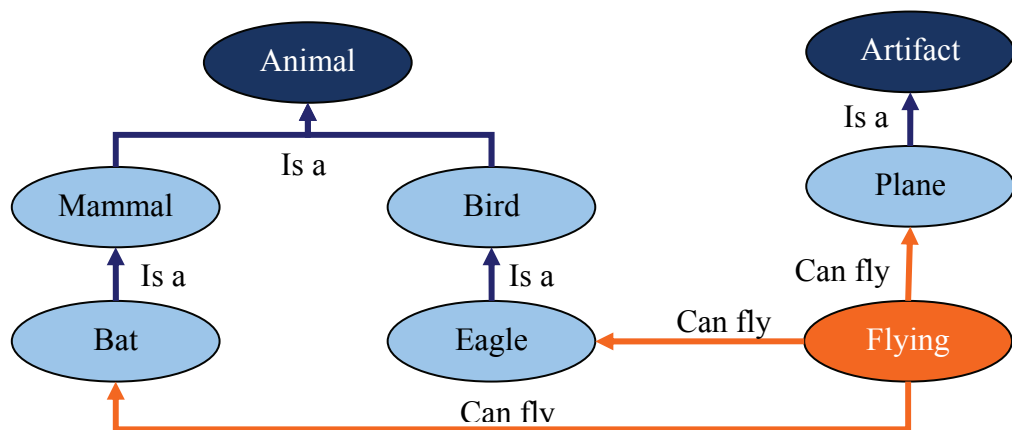 Animal
Artifact
Is a
Is a
Mammal
Bird
Plane
Is a
Is a
Can fly
Bat
Eagle
Can fly
Flying
Can fly